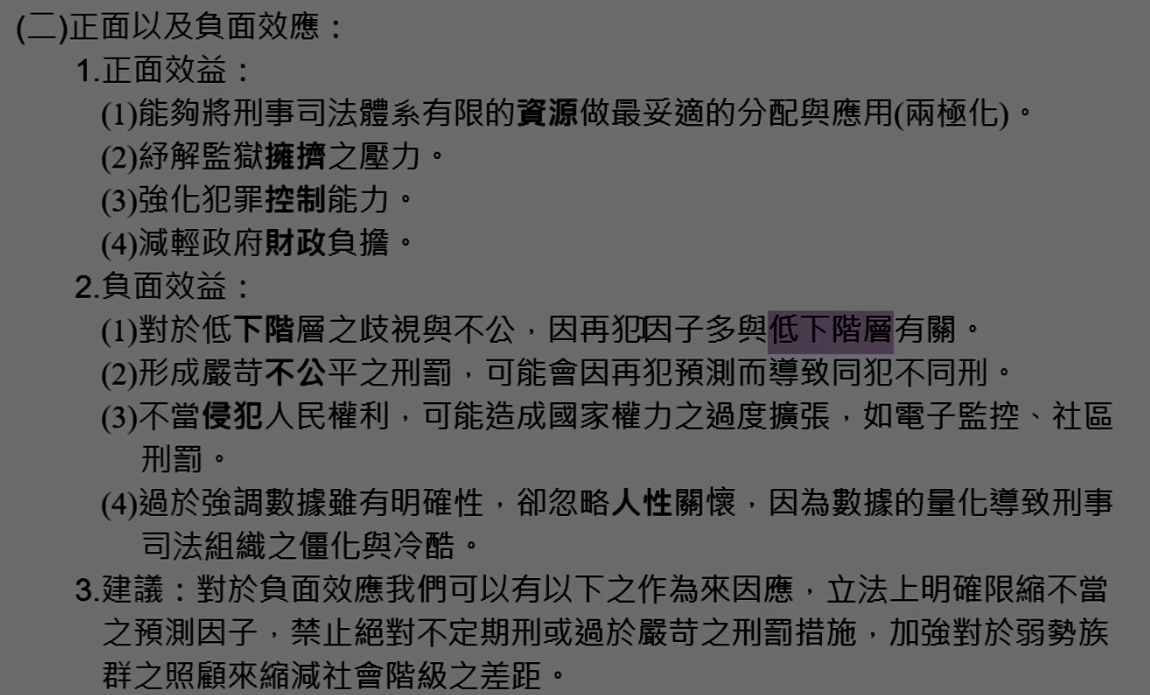 (二)正面以及負面效應：
1.正面效益：
(1)能夠將刑事司法體系有限的資源做最妥適的分配與應用(兩極化)。
(2)紓解監獄擁擠之壓力。
(3)強化犯罪控制能力。
(4)減輕政府財政負擔。
2.負面效益：
(1)對於低下階層之歧視與不公，因再犯因子多與低下階層有關。
(2)形成嚴苛不公平之刑罰，可能會因再犯預測而導致同犯不同刑。
(3)不當侵犯人民權利，可能造成國家權力之過度擴張，如電子監控、社區
刑罰。
(4)過於強調數據雖有明確性，卻忽略人性關懷，因為數據的量化導致刑事
司法組織之僵化與冷酷。
3.建議：對於負面效應我們可以有以下之作為來因應，立法上明確限縮不當
之預測因子，禁止絕對不定期刑或過於嚴苛之刑罰措施，加強對於弱勢族
群之照顧來縮減社會階級之差距。